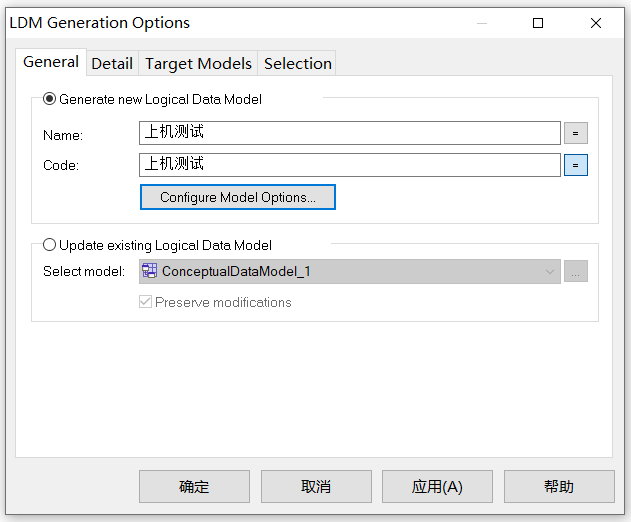 LDM Generation Options
General Detail Target Models Selection
Generate new Logical Data Model
Name: 上机测试 =
Code: 上机测试 =
Configure Model Options...
Update existing Logical Data Model
Select model: ConceptualDataModel_1 ...
Preserve modifications
确定 取消 应用(A) 帮助